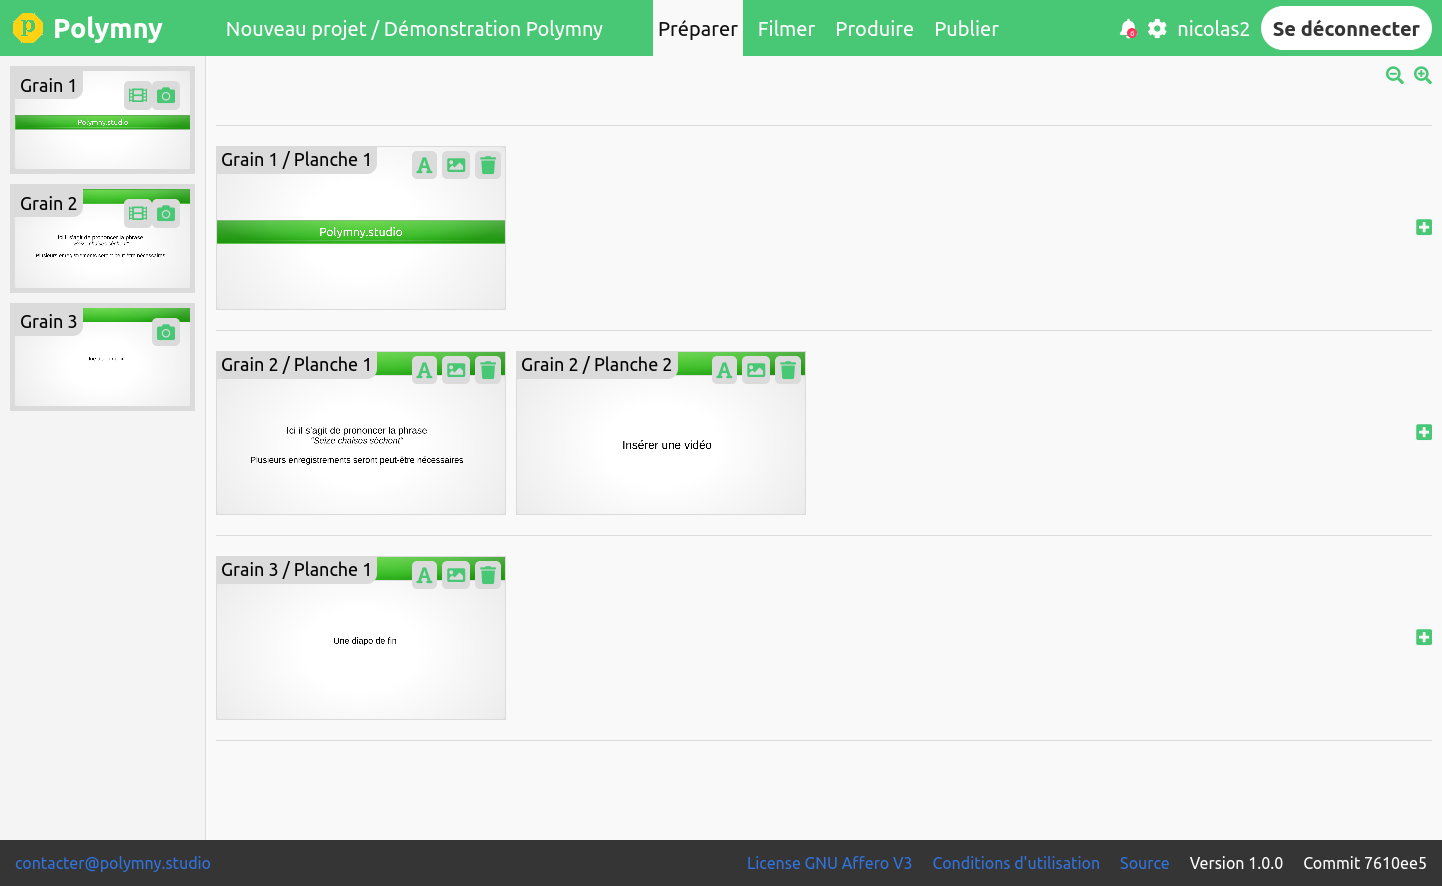 Polymny
Nouveau projet / Démonstration Polymny
Préparer
Filmer
Produire
Publier
6
nicolas2
Se déconnecter
Grain 1
Polymny.studio
Grain 2
Ici il s'agit de prononcer la phrase
"Seize chaises sèchent"
Plusieurs enregistrements seront peut-être nécessaires
Grain 3
Grain 1 / Planche 1
A
Polymny.studio
Grain 2 / Planche 1
A
Ici il s'agit de prononcer la phrase
"Seize chaises sèchent"
Plusieurs enregistrements seront peut-être nécessaires
Grain 2 / Planche 2
A
Insérer une vidéo
Grain 3 / Planche 1
A
Une diapo de fin
contacter@polymny.studio
License GNU Affero V3
Conditions d'utilisation
Source
Version 1.0.0
Commit 7610ee5